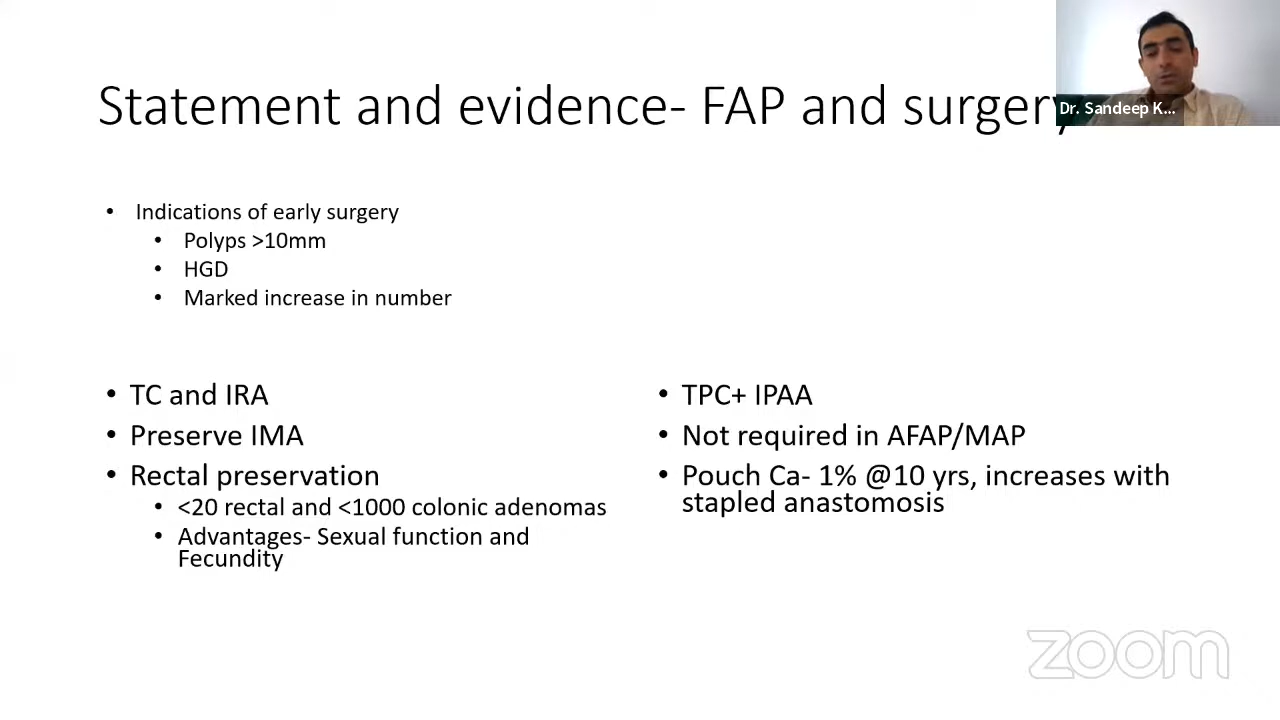 Statement and evidence- FAP and surgery
Dr. Sandeep K...
• Indications of early surgery
• Polyps >10mm
• HGD
• Marked increase in number
• TC and IRA
• Preserve IMA
• Rectal preservation
• <20 rectal and <1000 colonic adenomas
• Advantages- Sexual function and
Fecundity
• TPC+ IPAA
• Not required in AFAP/MAP
• Pouch Ca- 1% @10 yrs, increases with
stapled anastomosis
zoom